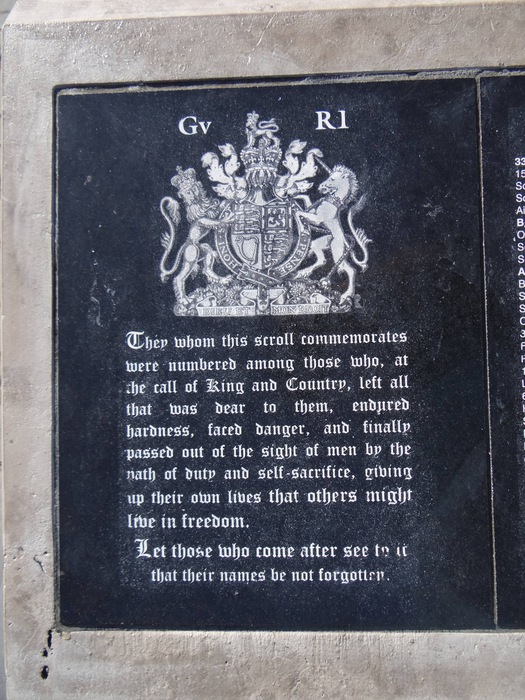 Gv R1
DIEU ET MON DROIT
They whom this scroll commemorates
were numbered among those who, at
the call of King and Country, left all
that was dear to them, endured
hardness, faced danger, and finally
passed out of the sight of men by the
path of duty and self-sacrifice, giving
up their own lives that others might
live in freedom.
Let those who come after see to it
that their names be not forgotten.
33
15